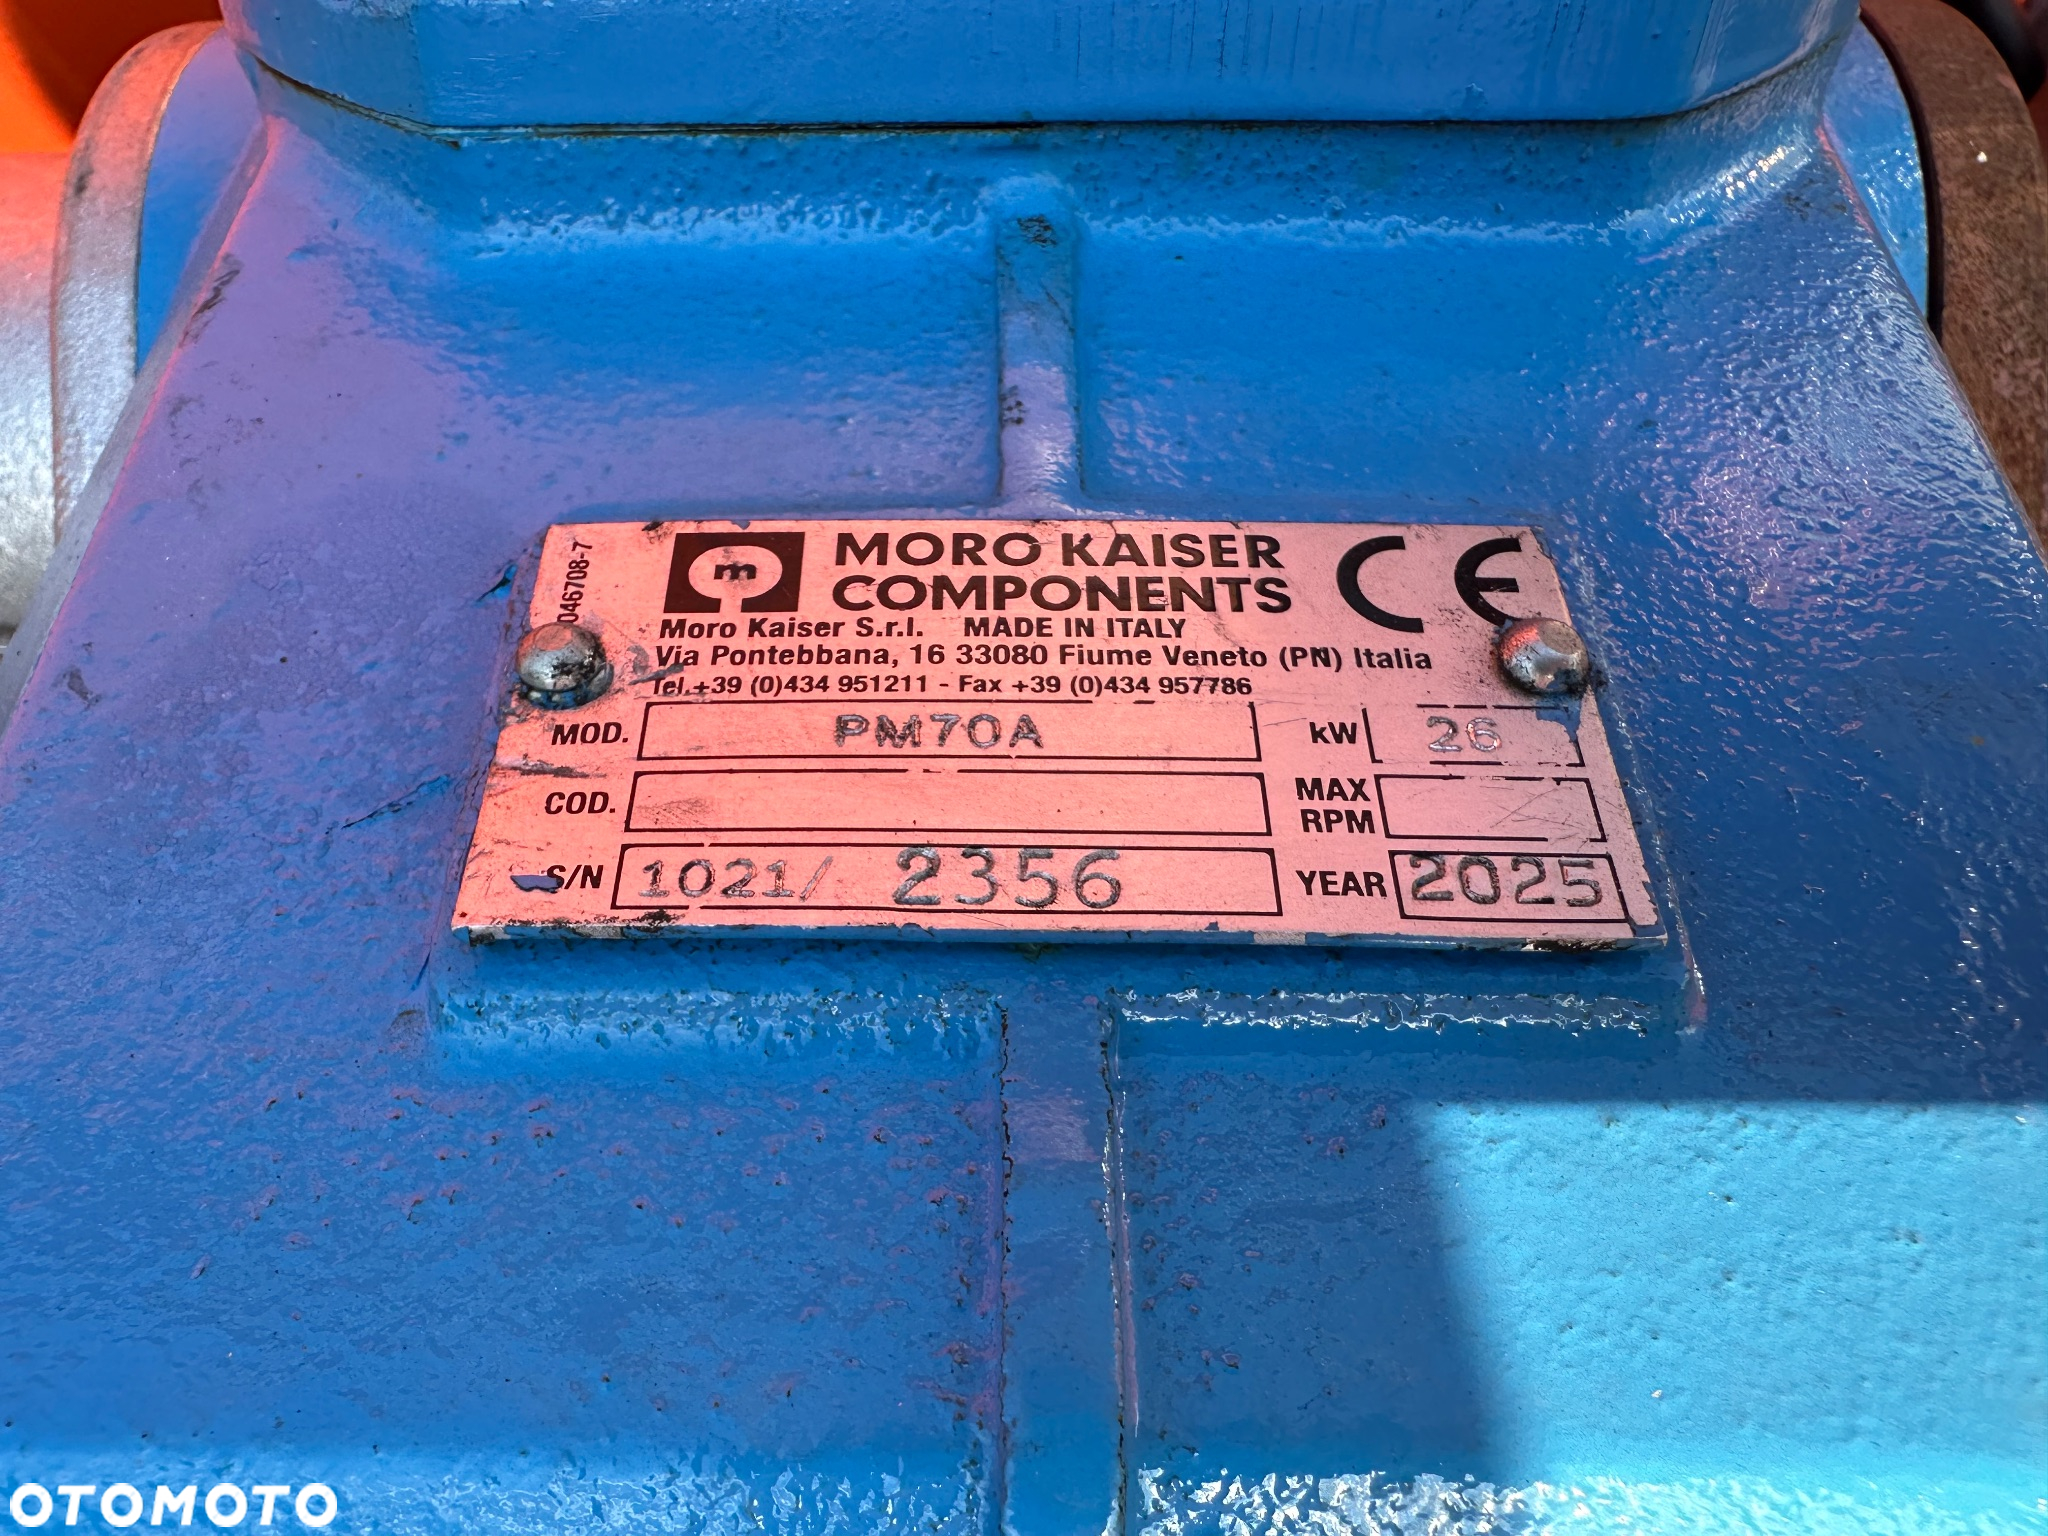 046708-7
m
MORO KAISER
COMPONENTS
CE
Moro Kaiser S.r.l. MADE IN ITALY
Via Pontebbana, 16 33080 Fiume Veneto (PN) Italia
Tel. +39 (0)434 951211 - Fax +39 (0)434 957786
MOD. PM70A kW 26
COD. MAX RPM
S/N 1021/ 2356 YEAR 2025
OTOMOTO